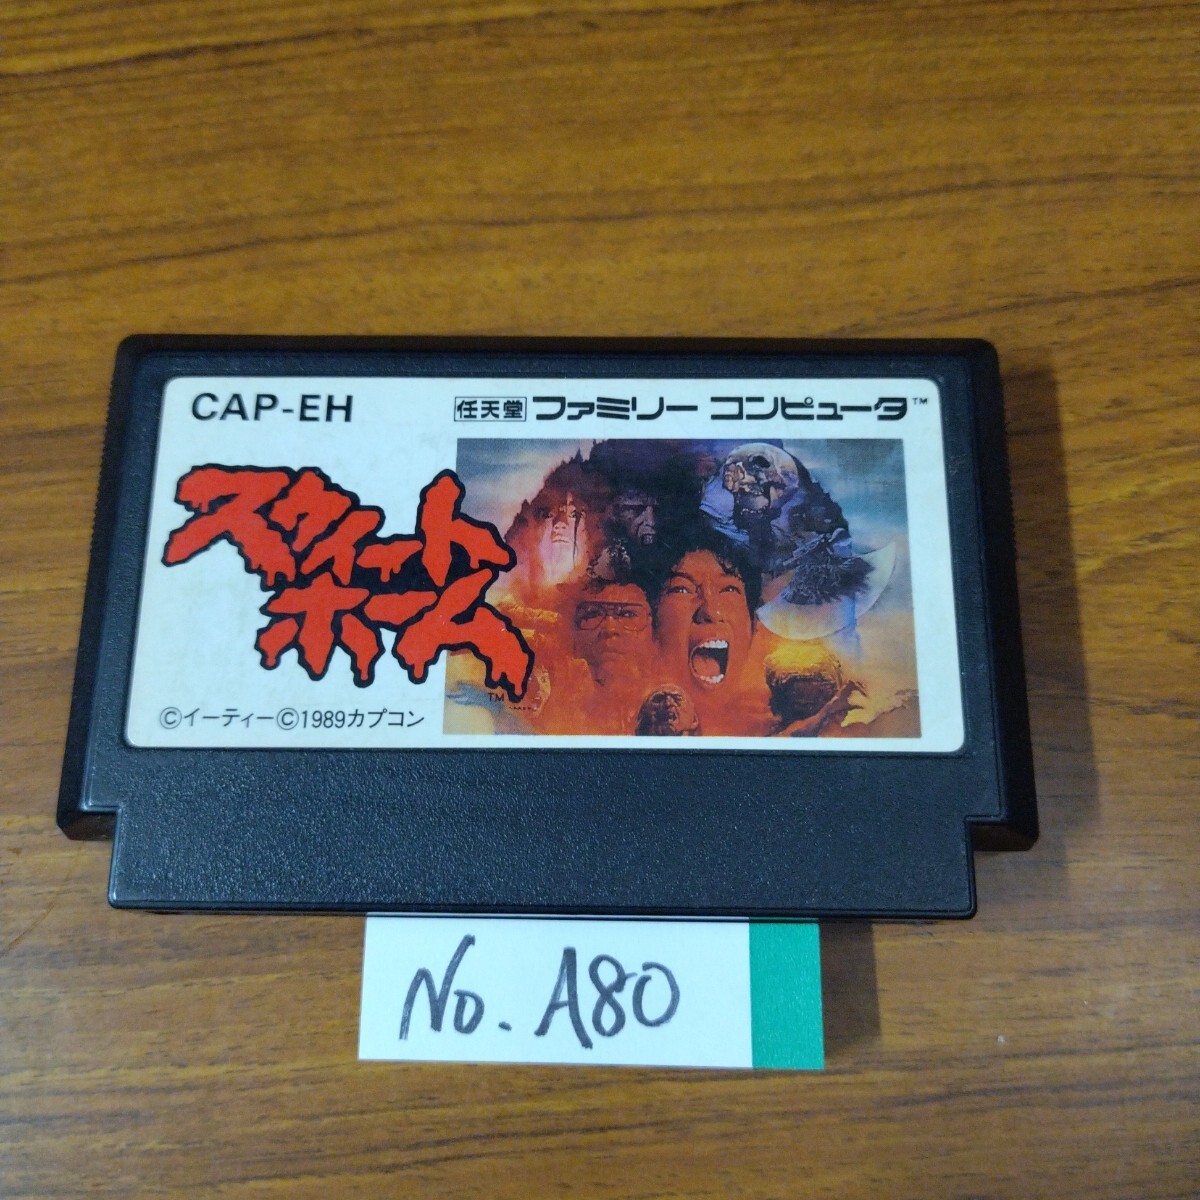 CAP-EH
任天堂 ファミリーコンピュータ™
スウィート
ホーム
TM
©イーティー©1989カプコン
No. A80